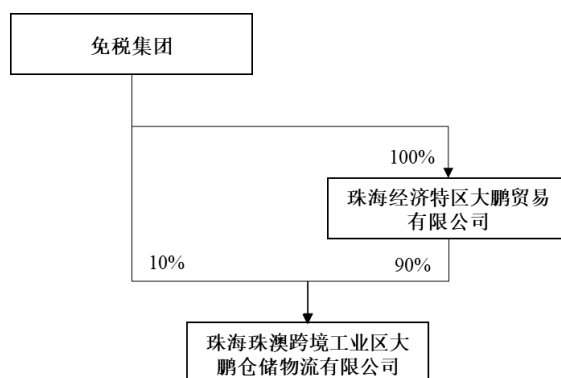 免税集团
100%
珠海经济特区大鹏贸易
有限公司
10%
90%
珠海珠澳跨境工业区大
鹏仓储物流有限公司